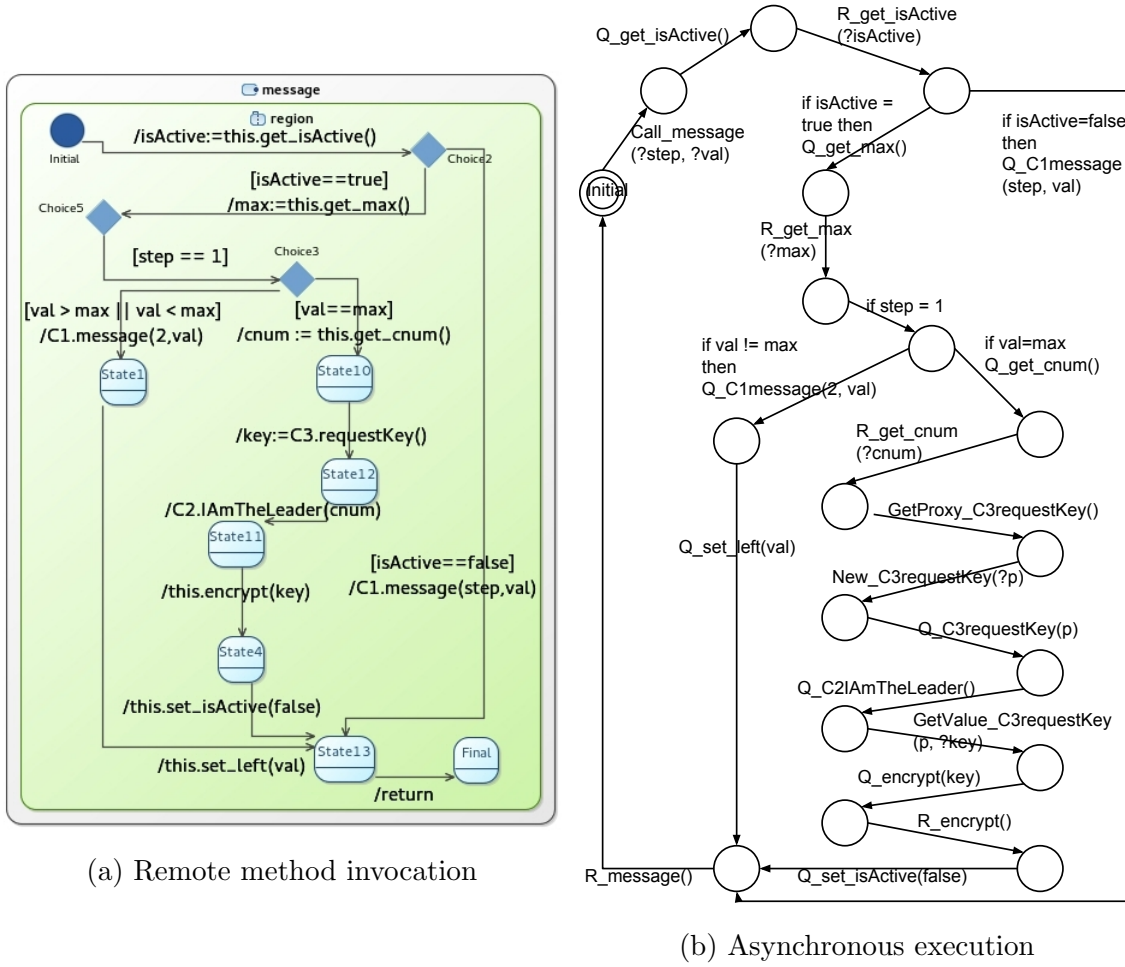 message
region
Initial
/isActive:=this.get_isActive()
Choice2
[isActive==true]
/max:=this.get_max()
Choice5
[step == 1]
Choice3
[val > max || val < max]
/C1.message(2,val)
[val==max]
/cnum := this.get_cnum()
State1
State10
/key:=C3.requestKey()
State12
/C2.IAmTheLeader(cnum)
State11
[isActive==false]
/C1.message(step,val)
/this.encrypt(key)
State4
/this.set_isActive(false)
State13
Final
/this.set_left(val)
/return
(a) Remote method invocation
Q_get_isActive()
R_get_isActive
(?isActive)
Call_message
(?step, ?val)
Initial
if isActive =
true then
Q_get_max()
if isActive=false
then
Q_C1message
(step, val)
R_get_max
(?max)
if step = 1
if val != max
then
Q_C1message(2, val)
if val=max
Q_get_cnum()
R_get_cnum
(?cnum)
GetProxy_C3requestKey()
Q_set_left(val)
New_C3requestKey(?p)
Q_C3requestKey(p)
Q_C2IAmTheLeader()
GetValue_C3requestKey
(p, ?key)
Q_encrypt(key)
R_encrypt()
R_message()
Q_set_isActive(false)
(b) Asynchronous execution